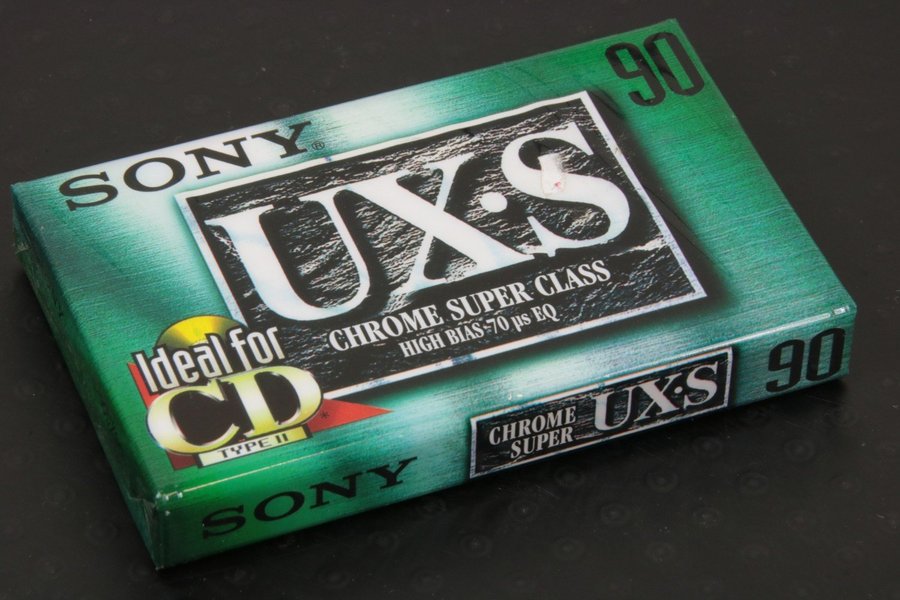 SONY®
90
UX·S
CHROME SUPER CLASS
HIGH BIAS-70 µs EQ
Ideal for
CD*
TYPE II
SONY
CHROME
SUPER
UX·S
90